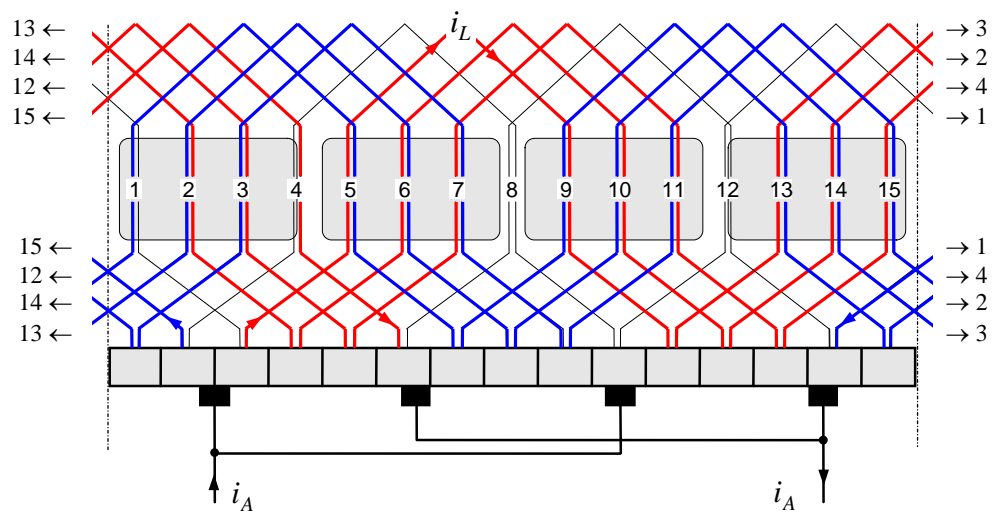 13 ← i_L → 3
14 ← → 2
12 ← → 4
15 ← → 1
1 2 3 4 5 6 7 8 9 10 11 12 13 14 15
15 ← → 1
12 ← → 4
14 ← → 2
13 ← → 3
i_A i_A